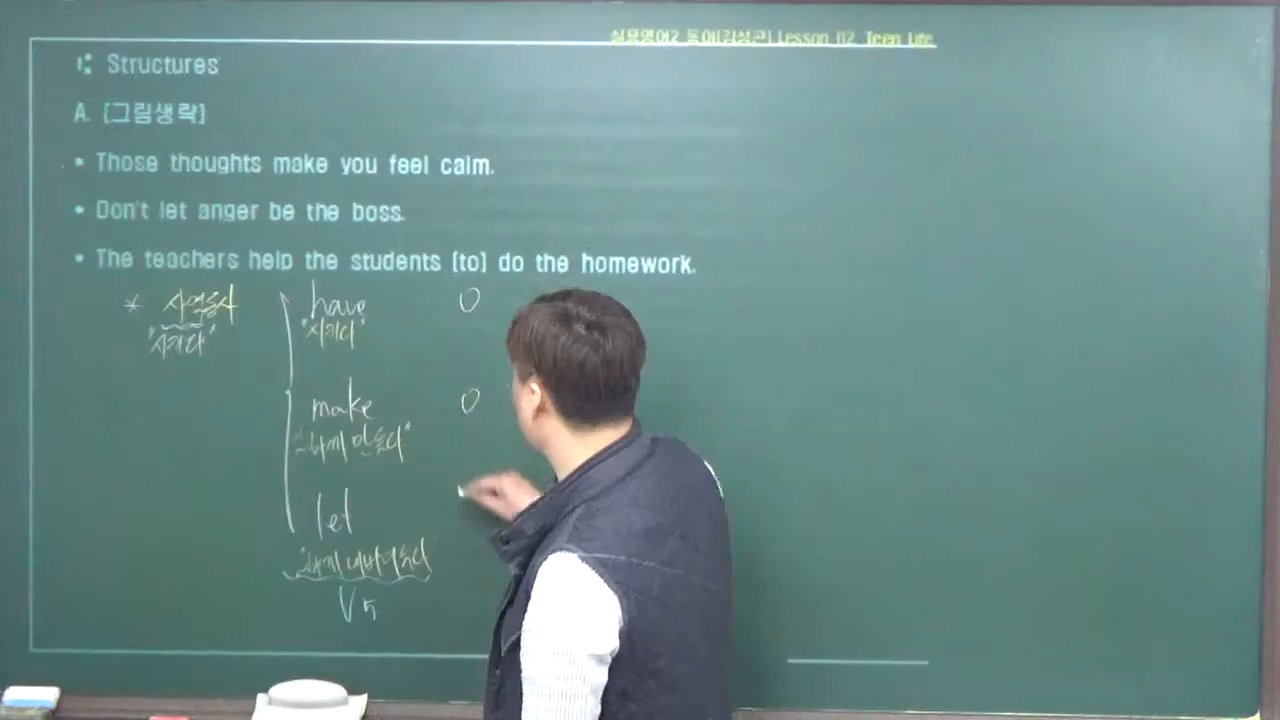 실용영어2 동아(김성곤) Lesson 02. Teen Life
Structures
A. [그림생략]
• Those thoughts make you feel calm.
• Don't let anger be the boss.
• The teachers help the students [to] do the homework.
* 사역동사 have O
"시키다" "시키다"
make O
"~하게 만들다"
let
"~하게 내버려두다"
V5